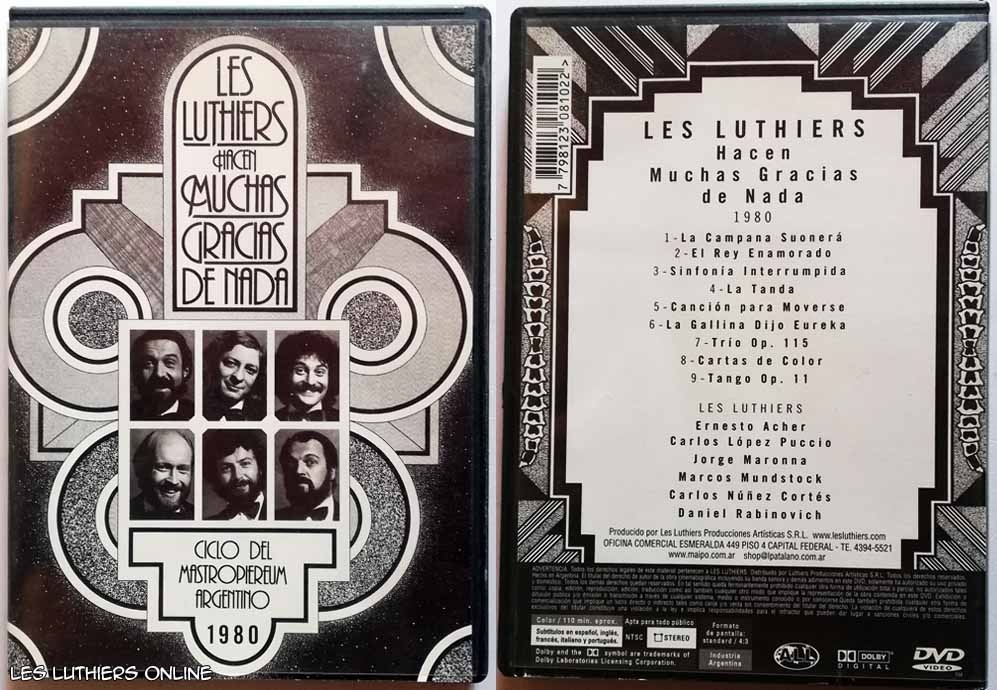 LES
LUTHIERS
HACEN
MUCHAS
GRACIAS
DE NADA
CICLO DEL
MASTROPIEREUM
ARGENTINO
1980
LES LUTHIERS ONLINE
7 798123 081022 >
LES LUTHIERS
Hacen
Muchas Gracias
de Nada
1980
1-La Campana Suonerá
2-El Rey Enamorado
3-Sinfonía Interrumpida
4-La Tanda
5-Canción para Moverse
6-La Gallina Dijo Eureka
7-Trío Op. 115
8-Cartas de Color
9-Tango Op. 11
LES LUTHIERS
Ernesto Acher
Carlos López Puccio
Jorge Maronna
Marcos Mundstock
Carlos Núñez Cortés
Daniel Rabinovich
Producido por Les Luthiers Producciones Artísticas S.R.L. www.lesluthiers.com
OFICINA COMERCIAL ESMERALDA 449 PISO 4 CAPITAL FEDERAL - TE. 4394-5521
www.maipo.com.ar shop@lpatalano.com.ar
Color / 110 min. aprox.
Apta para todo público
Subtítulos en español, inglés,
francés, italiano y portugués.
NTSC
STEREO
Formato
de pantalla:
standard / 4:3
Dolby and the symbol are trademarks of
Dolby Laboratories Licensing Corporation.
Industria
Argentina
DOLBY
DIGITAL
DVD
VIDEO